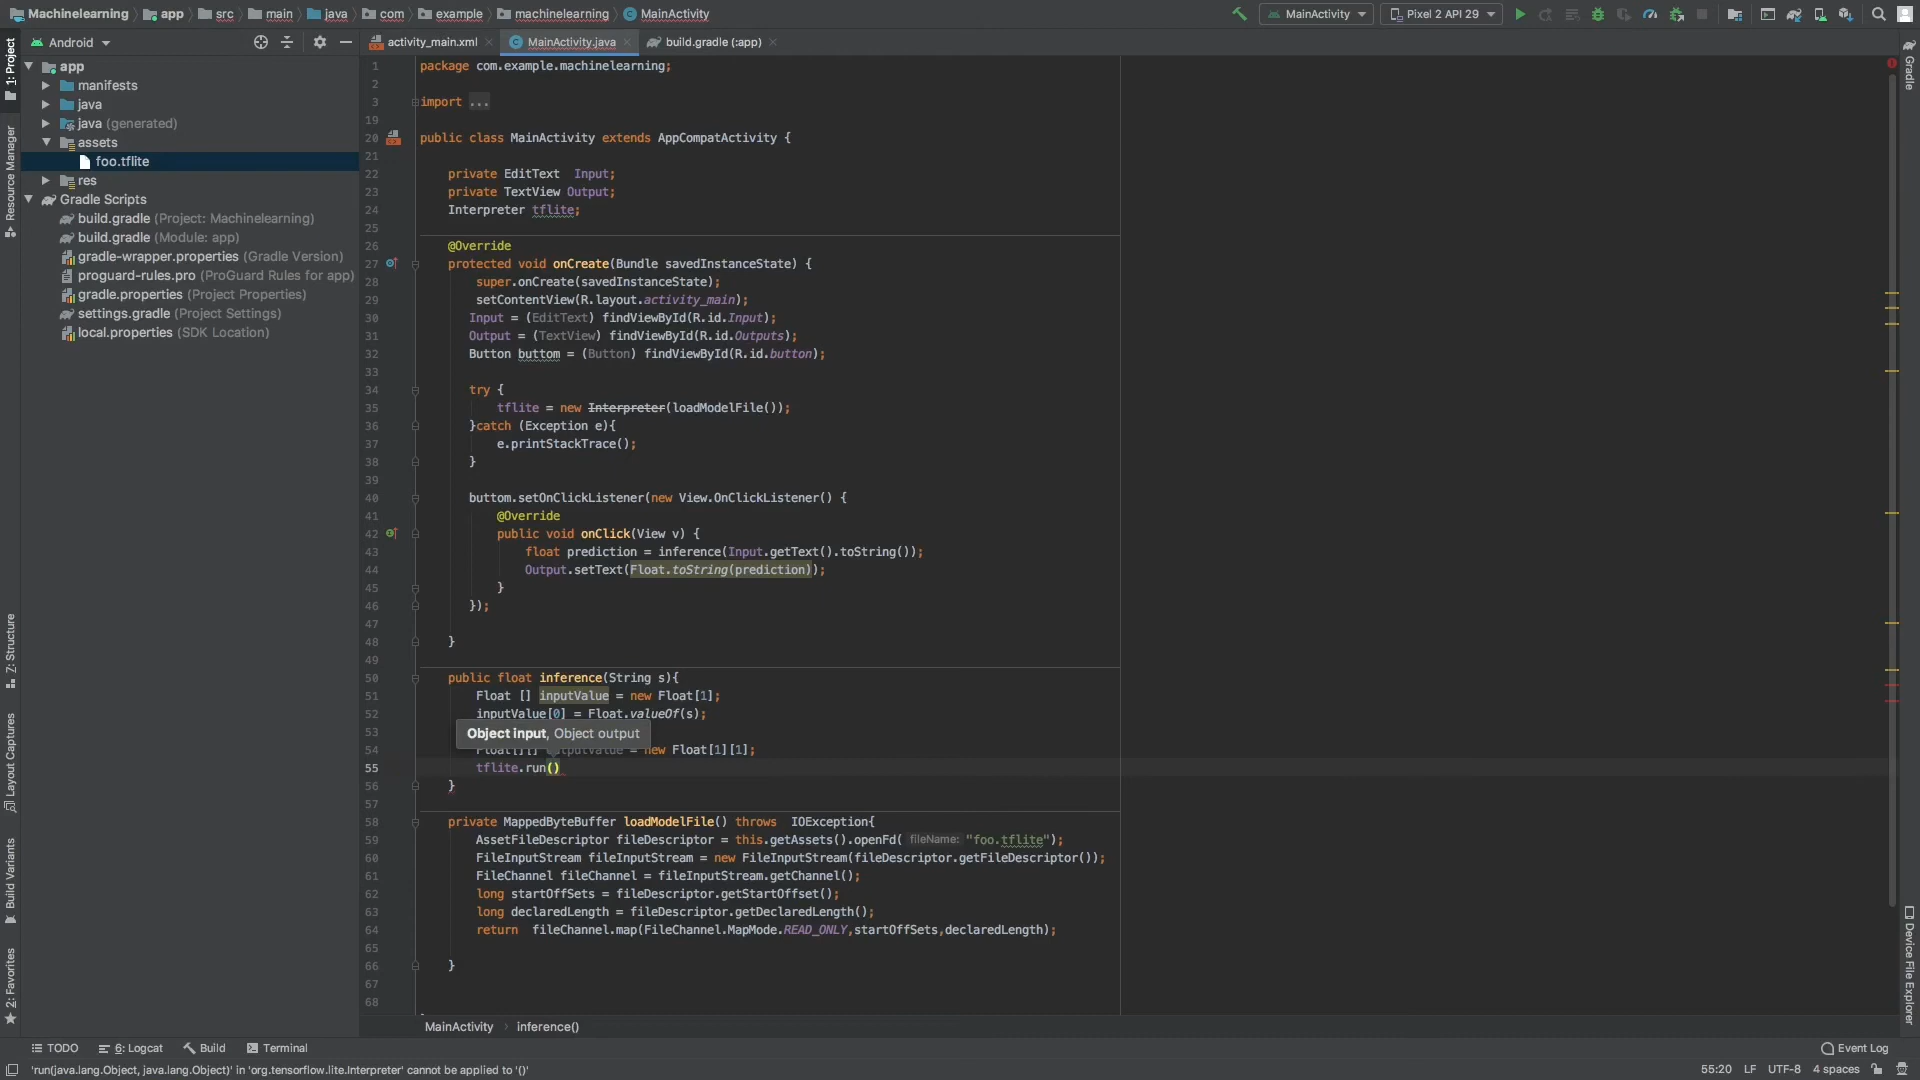 Machinelearning app src main java com example machinelearning MainActivity
MainActivity Pixel 2 API 29
Android
activity_main.xml MainActivity.java build.gradle (:app)
1: Project
Resource Manager
Z: Structure
Layout Captures
Build Variants
2: Favorites
app
manifests
java
java (generated)
assets
foo.tflite
res
Gradle Scripts
build.gradle (Project: Machinelearning)
build.gradle (Module: app)
gradle-wrapper.properties (Gradle Version)
proguard-rules.pro (ProGuard Rules for app)
gradle.properties (Project Properties)
settings.gradle (Project Settings)
local.properties (SDK Location)
1 package com.example.machinelearning;
2
3 import ...
19
20 public class MainActivity extends AppCompatActivity {
21
22 private EditText  Input;
23 private TextView Output;
24 Interpreter tflite;
25
26 @Override
27 protected void onCreate(Bundle savedInstanceState) {
28 super.onCreate(savedInstanceState);
29 setContentView(R.layout.activity_main);
30 Input = (EditText) findViewById(R.id.Input);
31 Output = (TextView) findViewById(R.id.Outputs);
32 Button buttom = (Button) findViewById(R.id.button);
33
34 try {
35 tflite = new Interpreter(loadModelFile());
36 }catch (Exception e){
37 e.printStackTrace();
38 }
39
40 buttom.setOnClickListener(new View.OnClickListener() {
41 @Override
42 public void onClick(View v) {
43 float prediction = inference(Input.getText().toString());
44 Output.setText(Float.toString(prediction));
45 }
46 });
47
48 }
49
50 public float inference(String s){
51 Float [] inputValue = new Float[1];
52 inputValue[0] = Float.valueOf(s);
53 Object input, Object output
54 Float[][] outputValue = new Float[1][1];
55 tflite.run()
56 }
57
58 private MappedByteBuffer loadModelFile() throws  IOException{
59 AssetFileDescriptor fileDescriptor = this.getAssets().openFd( fileName: "foo.tflite");
60 FileInputStream fileInputStream = new FileInputStream(fileDescriptor.getFileDescriptor());
61 FileChannel fileChannel = fileInputStream.getChannel();
62 long startOffSets = fileDescriptor.getStartOffset();
63 long declaredLength = fileDescriptor.getDeclaredLength();
64 return  fileChannel.map(FileChannel.MapMode.READ_ONLY,startOffSets,declaredLength);
65
66 }
67
68
Gradle
Device File Explorer
MainActivity inference()
TODO 6: Logcat Build Terminal Event Log
'run(java.lang.Object, java.lang.Object)' in 'org.tensorflow.lite.Interpreter' cannot be applied to '()' 55:20 LF UTF-8 4 spaces